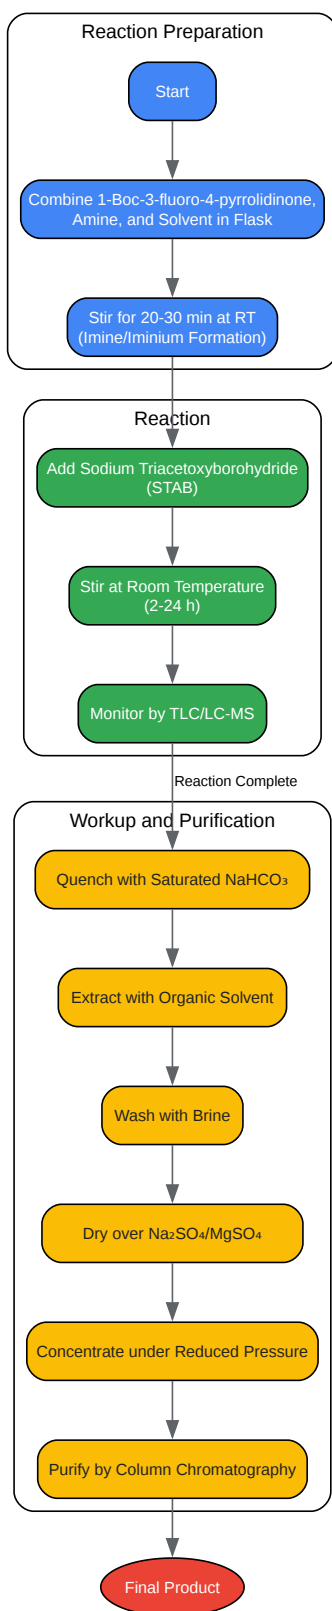 Reaction Preparation
Start
Combine 1-Boc-3-fluoro-4-pyrrolidinone,
Amine, and Solvent in Flask
Stir for 20-30 min at RT
(Imine/Iminium Formation)
Reaction
Add Sodium Triacetoxyborohydride
(STAB)
Stir at Room Temperature
(2-24 h)
Monitor by TLC/LC-MS
Reaction Complete
Workup and Purification
Quench with Saturated NaHCO₃
Extract with Organic Solvent
Wash with Brine
Dry over Na₂SO₄/MgSO₄
Concentrate under Reduced Pressure
Purify by Column Chromatography
Final Product